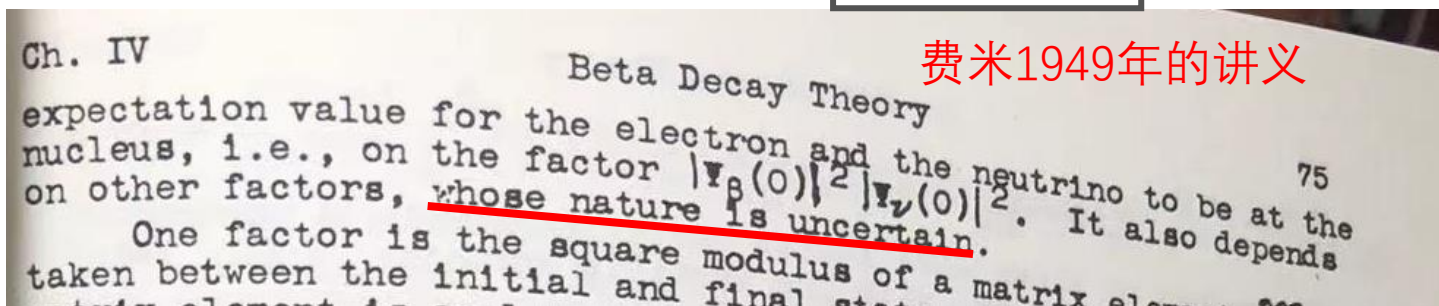 Ch. IV
Beta Decay Theory
费米1949年的讲义
75
expectation value for the electron and the neutrino to be at the
nucleus, i.e., on the factor |Ψβ(0)|²|Ψν(0)|². It also depends
on other factors, whose nature is uncertain.
One factor is the square modulus of a matrix
taken between the initial and final